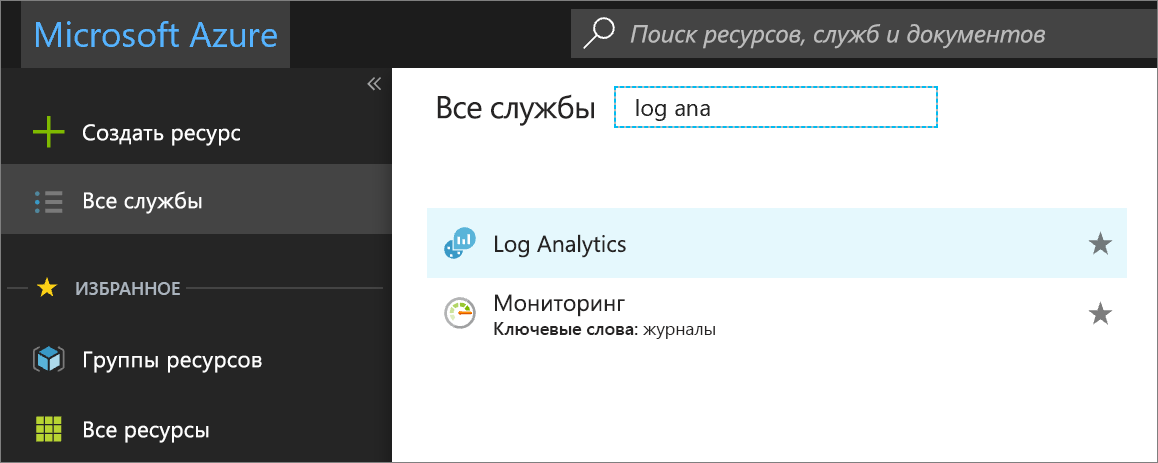 Microsoft Azure
Поиск ресурсов, служб и документов
Создать ресурс
Все службы
ИЗБРАННОЕ
Группы ресурсов
Все ресурсы
Все службы
log ana
Log Analytics
Мониторинг
Ключевые слова: журналы